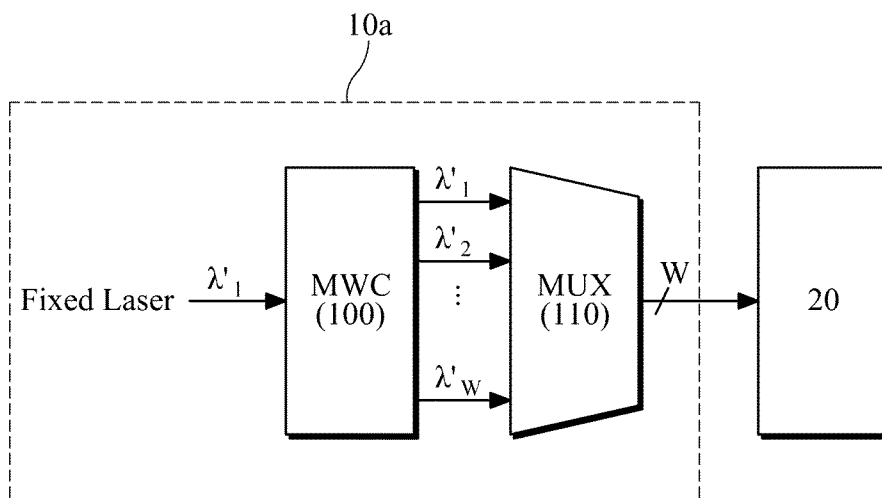 10a
Fixed Laser
λ'1
MWC
(100)
λ'1
λ'2
⋮
λ'W
MUX
(110)
W
20